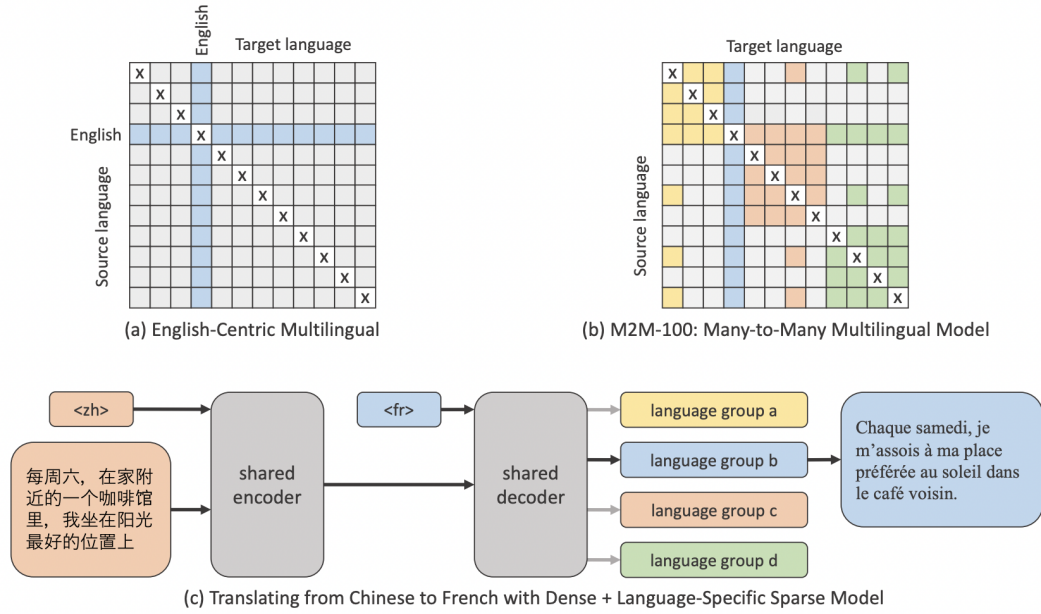 English
Target language
English
Source language
X
X
X
X
X
X
X
X
X
X
X
X
(a) English-Centric Multilingual
Target language
Source language
X
X
X
X
X
X
X
X
X
X
X
X
(b) M2M-100: Many-to-Many Multilingual Model
<zh>
每周六，在家附
近的一个咖啡馆
里，我坐在阳光
最好的位置上
shared
encoder
<fr>
shared
decoder
language group a
language group b
language group c
language group d
Chaque samedi, je
m'assois à ma place
préférée au soleil dans
le café voisin.
(c) Translating from Chinese to French with Dense + Language-Specific Sparse Model